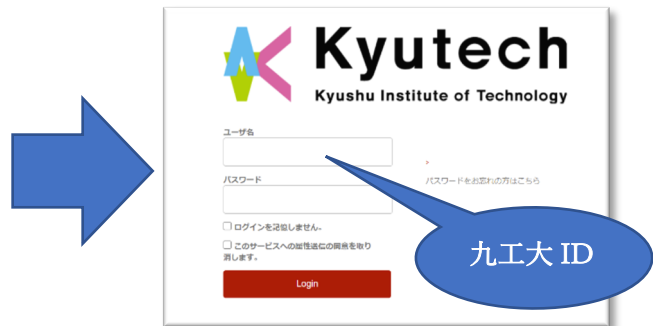 Kyutech
Kyushu Institute of Technology
ユーザ名
>
パスワードをお忘れの方はこちら
パスワード
ログインを記憶しません。
このサービスへの属性送信の同意を取り
消します。
Login
九工大 ID